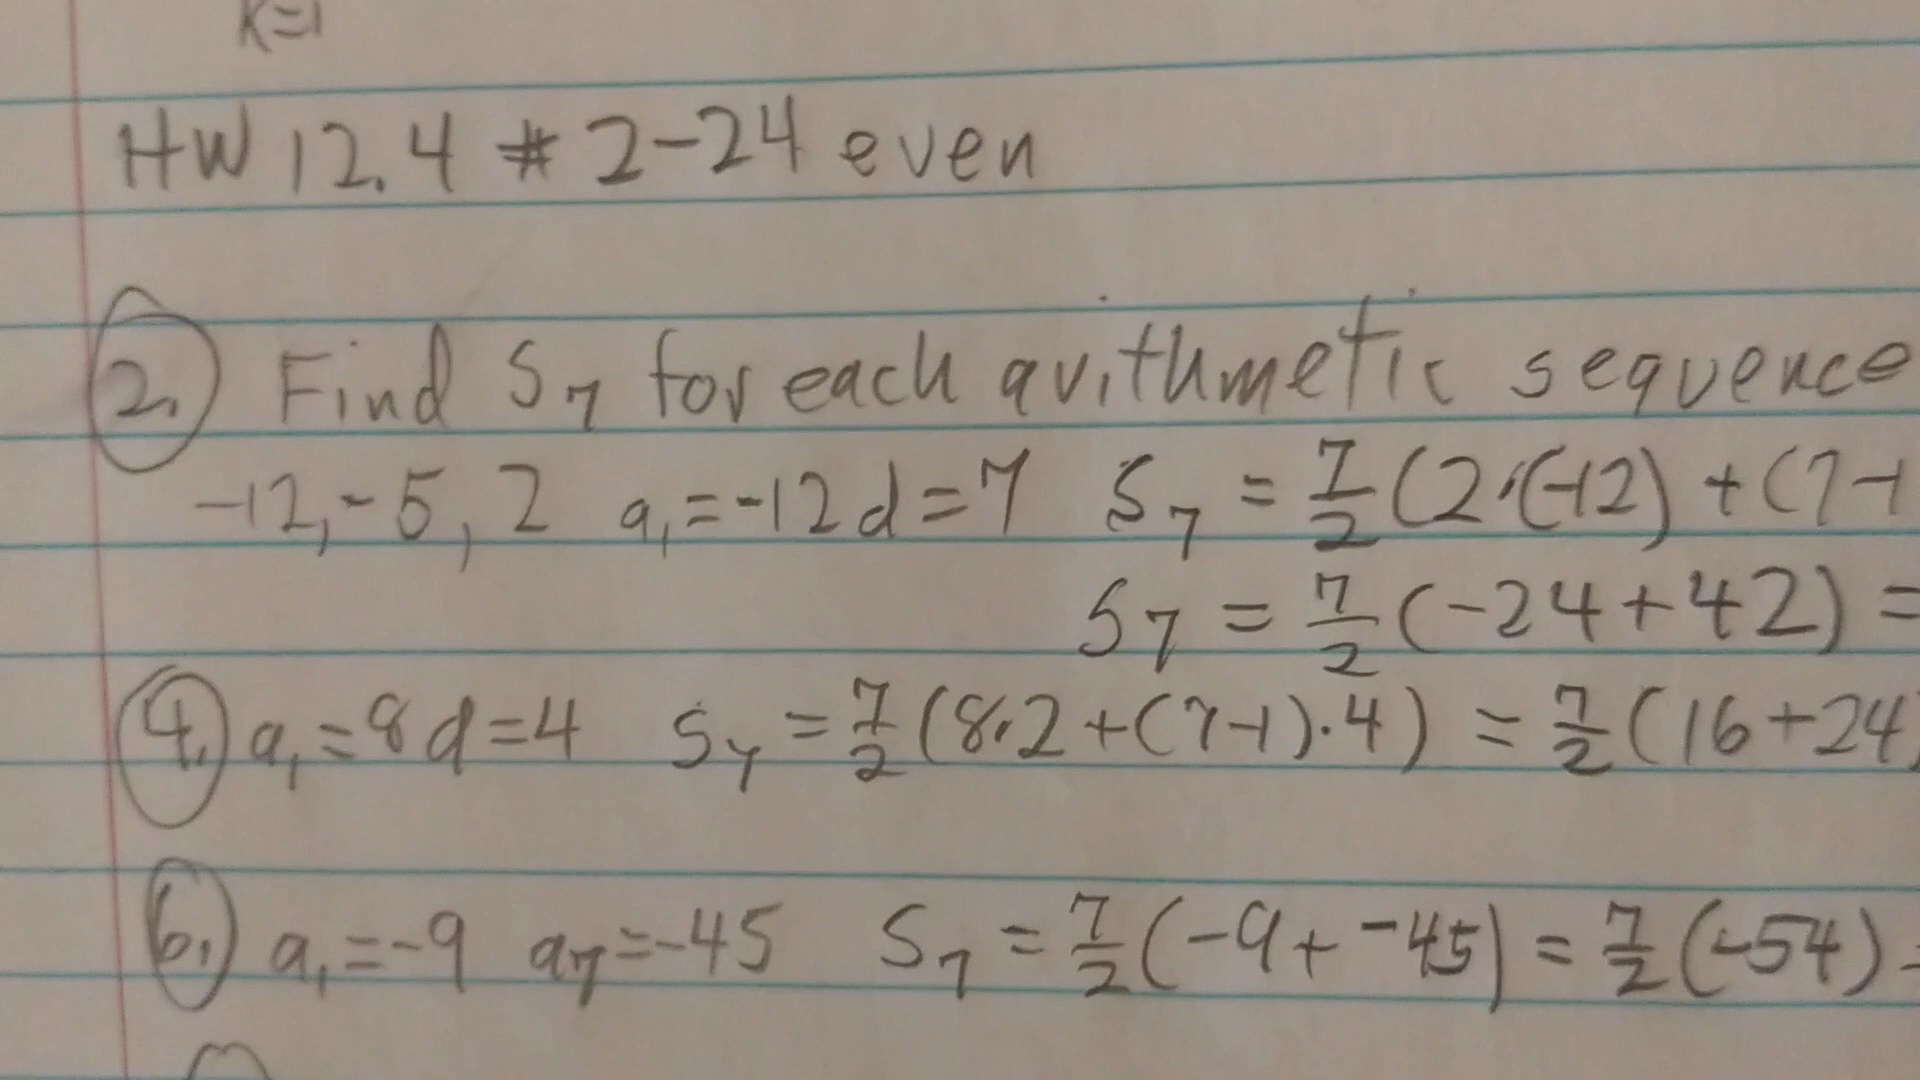 K=1
HW 12.4 # 2-24 even
2. Find S₇ for each arithmetic sequence
-12, -5, 2 a₁=-12 d=7 S₇ = 7/2 (2·(-12) + (7-1
S₇ = 7/2 (-24+42) =
4. a₁=8 d=4 S₇ = 7/2 (8·2+(7-1)·4) = 7/2 (16+24)
6. a₁=-9 a₇=-45 S₇ = 7/2 (-9+-45) = 7/2 (-54) =